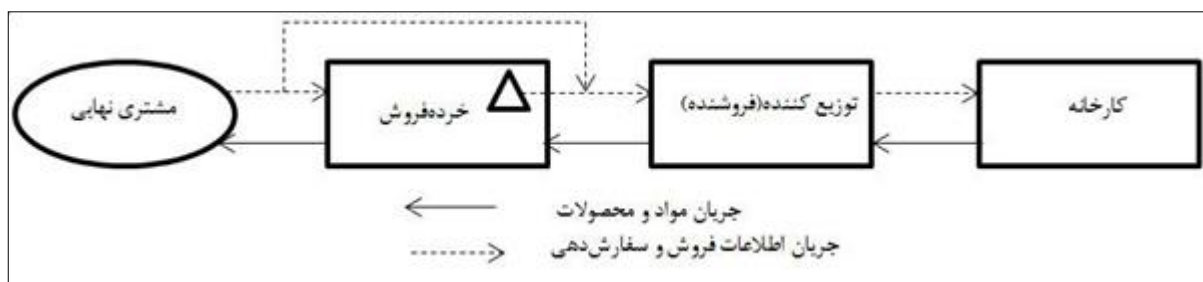 کارخانه
توزیع کننده(فروشنده)
خرده‌فروش
مشتری نهایی
جریان مواد و محصولات
جریان اطلاعات فروش و سفارش‌دهی